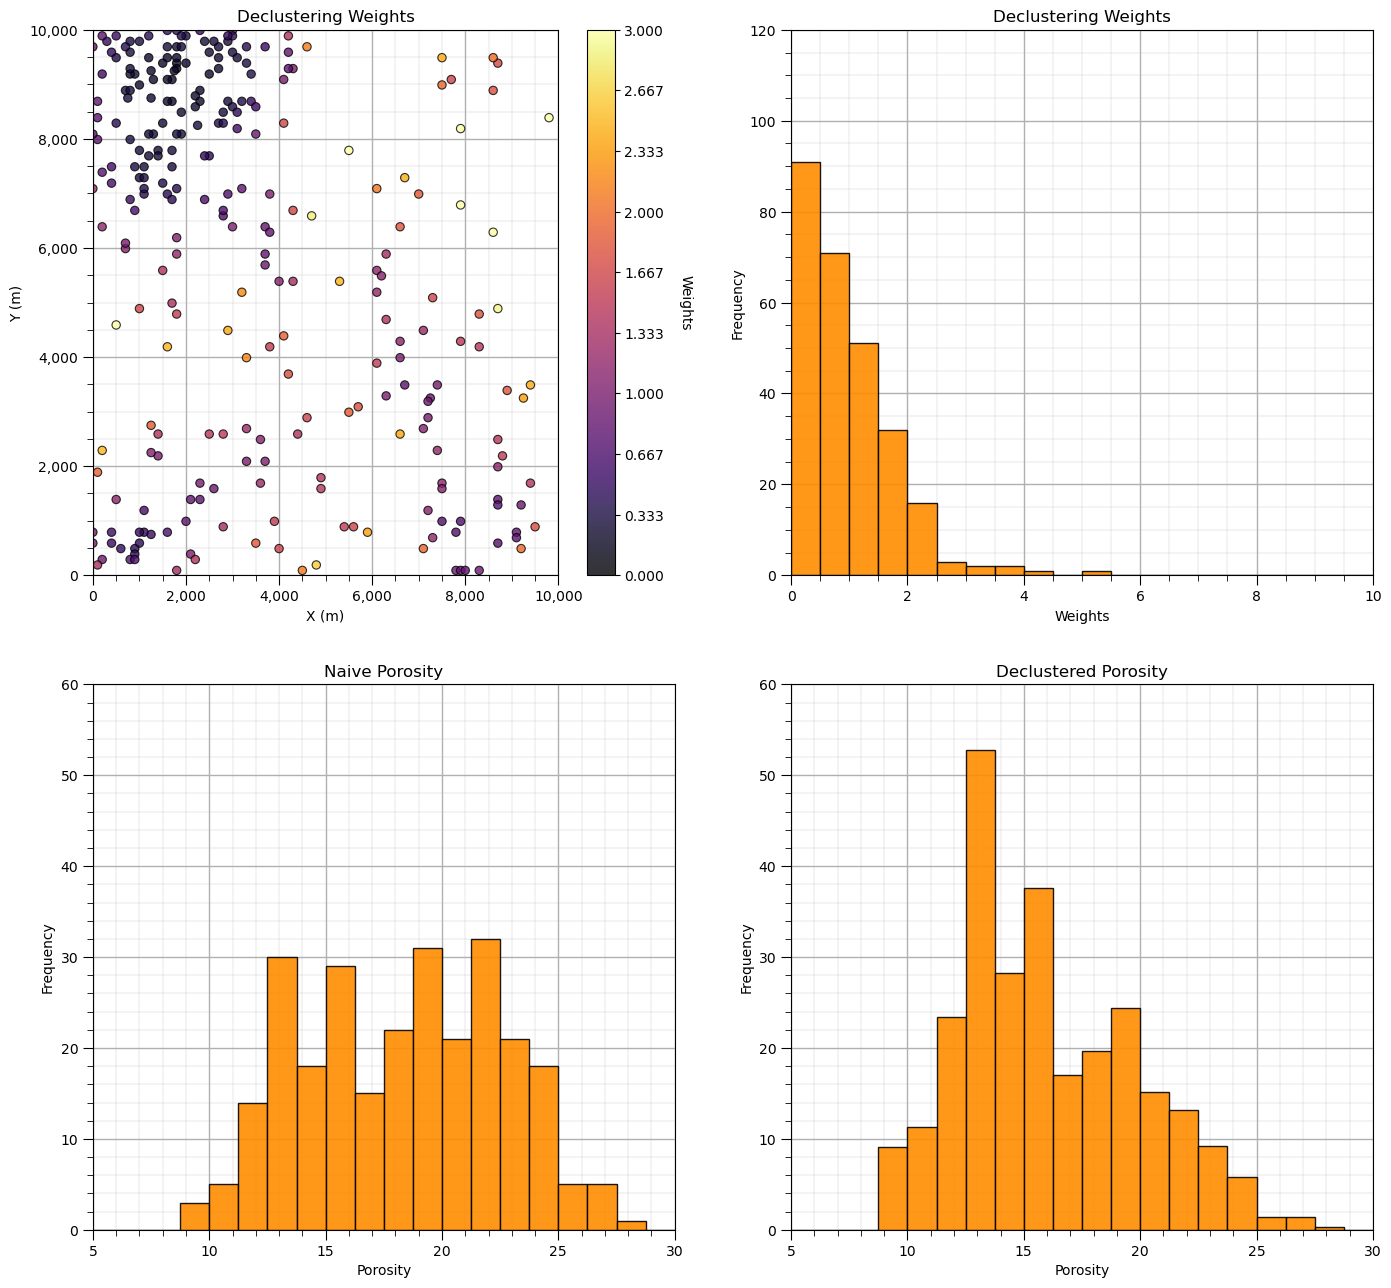 Declustering Weights
10,000
8,000
6,000
4,000
2,000
0
Y (m)
0 2,000 4,000 6,000 8,000 10,000
X (m)
3.000
2.667
2.333
2.000
1.667
1.333
1.000
0.667
0.333
0.000
Weights
Declustering Weights
120
100
80
60
40
20
0
Frequency
0 2 4 6 8 10
Weights
Naive Porosity
60
50
40
30
20
10
0
Frequency
5 10 15 20 25 30
Porosity
Declustered Porosity
60
50
40
30
20
10
0
Frequency
5 10 15 20 25 30
Porosity